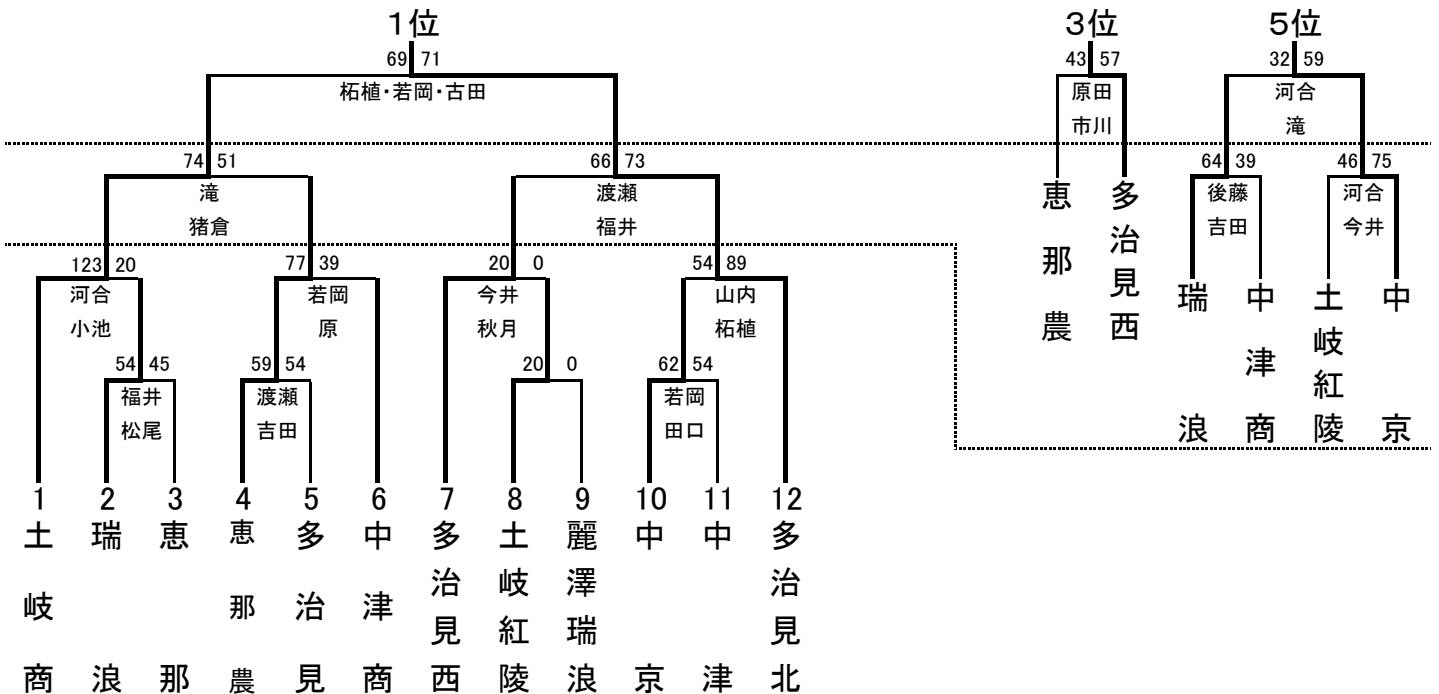 1位 3位 5位
69 71 43 57 32 59
柘植・若岡・古田 原田 河合
市川 滝
74 51 66 73 64 39 46 75
滝 渡瀬 後藤 河合
猪倉 福井 吉田 今井
恵那農 多治見西
123 20 77 39 20 0 54 89
河合 若岡 今井 山内
小池 原 秋月 柘植
瑞浪 中津商 土岐紅陵 中京
54 45 59 54 20 0 62 54
福井 渡瀬 若岡
松尾 吉田 田口
1 2 3 4 5 6 7 8 9 10 11 12
土岐商
瑞浪
恵那
恵那農
多治見
中津商
多治見西
土岐紅陵
麗澤瑞浪
中京
中津
多治見北